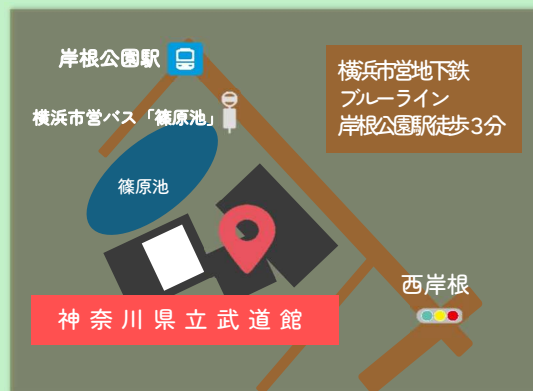 岸根公園駅
横浜市営バス「篠原池」
横浜市営地下鉄
ブルーライン
岸根公園駅徒歩3分
篠原池
西岸根
神奈川県立武道館